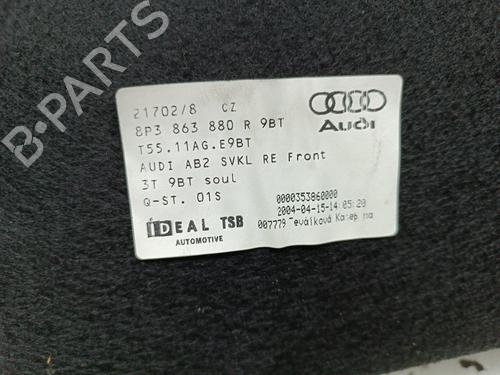 21702/8 CZ
8P3 863 880 R 9BT
T55.11AG.E9BT
AUDI AB2 SVKL RE Front
3T 9BT soul
Q-ST. 01S
AUDI
0000353860000
2004-04-15-14:05:20
007779
IDEAL TSB
AUTOMOTIVE
B-PARTS